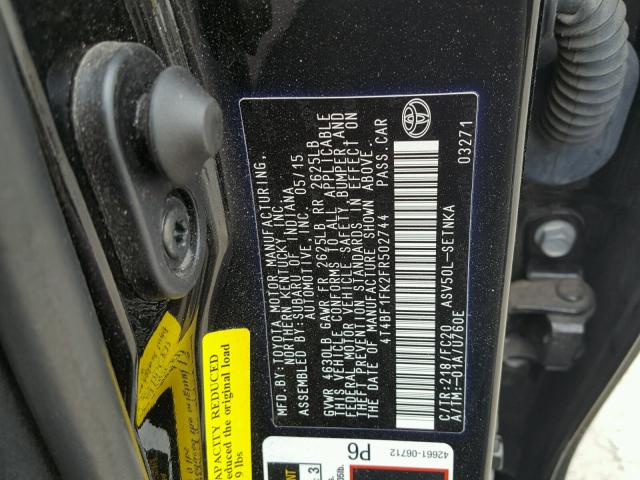 MFD.BY: TOYOTA MOTOR MANUFACTURING,
NORTHERN KENTUCKY, INC.
ASSEMBLED BY: SUBARU OF INDIANA
AUTOMOTIVE, INC. 05/15
GVWR 4630LB GAWR FR 2625LB RR 2625LB
THIS VEHICLE CONFORMS TO ALL APPLICABLE
FEDERAL MOTOR VEHICLE SAFETY, BUMPER, AND
THEFT PREVENTION STANDARDS IN EFFECT ON
THE DATE OF MANUFACTURE SHOWN ABOVE.
4T4BF1FK2FR502744 PASS.CAR
C/TR:218/FC20 ASV50L-SETNKA
A/TM:-01A/U760E
03271
CAPACITY REDUCED
reduced the original load
9 lbs
42661-06712
P6